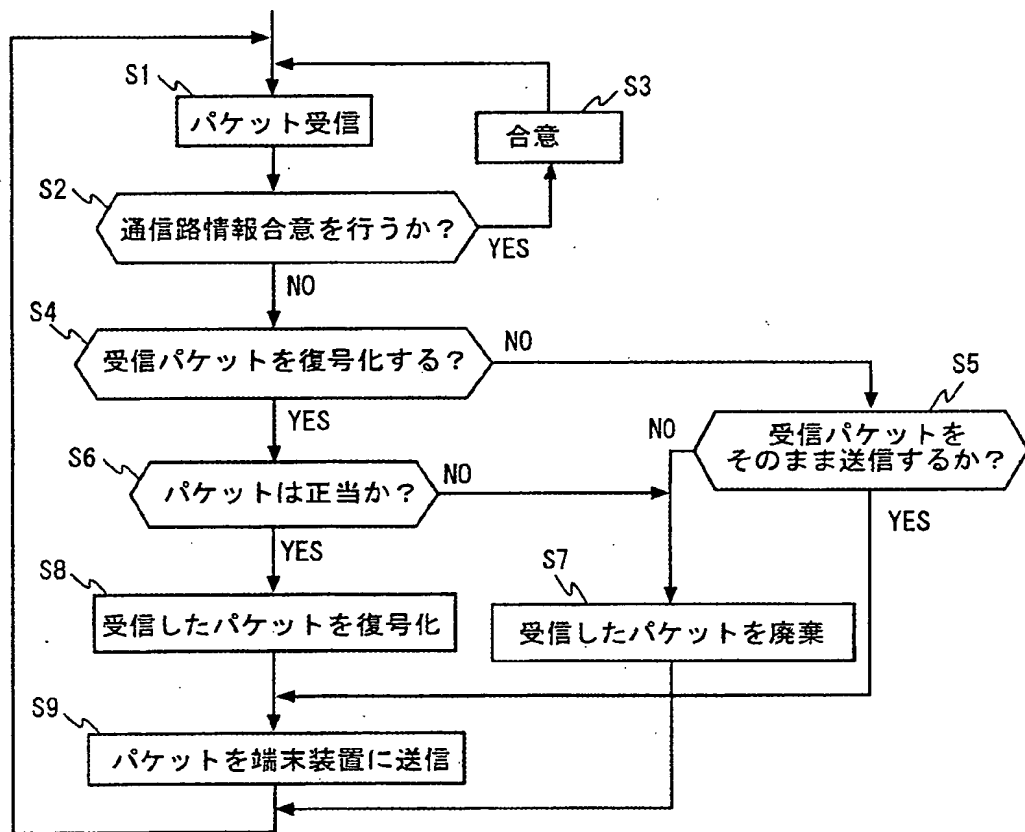 S1
パケット受信
S3
合意
S2
通信路情報合意を行うか?
YES
NO
S4
受信パケットを復号化する?
NO
YES
S5
受信パケットを
そのまま送信するか?
NO
YES
S6
パケットは正当か?
NO
YES
S8
受信したパケットを復号化
S7
受信したパケットを廃棄
S9
パケットを端末装置に送信